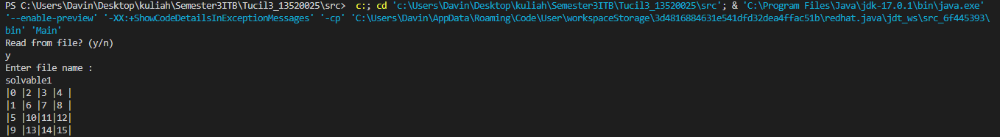 PS C:\Users\Davin\Desktop\kuliah\Semester3ITB\Tucil3_13520025\src>  c:; cd 'c:\Users\Davin\Desktop\kuliah\Semester3ITB\Tucil3_13520025\src'; & 'C:\Program Files\Java\jdk-17.0.1\bin\java.exe'
'--enable-preview' '-XX:+ShowCodeDetailsInExceptionMessages' '-cp' 'C:\Users\Davin\AppData\Roaming\Code\User\workspaceStorage\3d4816884631e541dfd32dea4ffac51b\redhat.java\jdt_ws\src_6f445393\
bin' 'Main'
Read from file? (y/n)
y
Enter file name :
solvable1
|0 |2 |3 |4 |
|1 |6 |7 |8 |
|5 |10|11|12|
|9 |13|14|15|